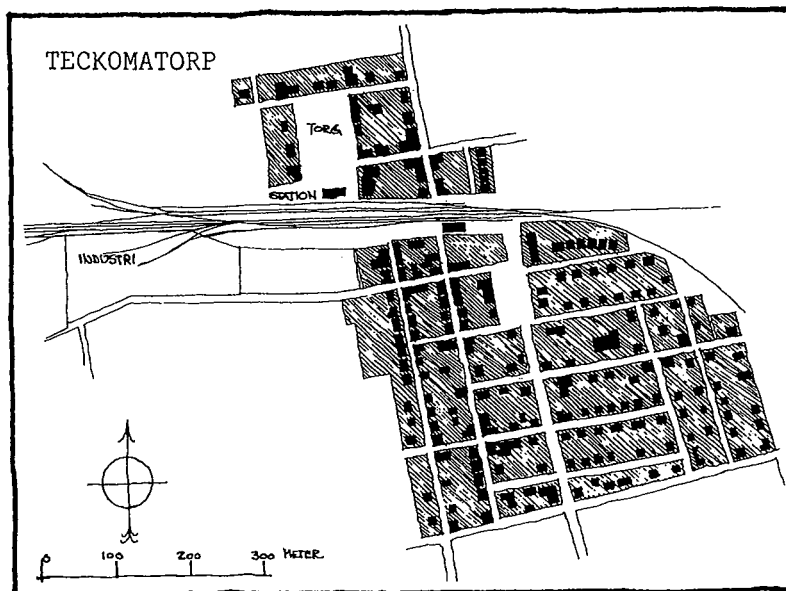 TECKOMATORP
TORG
STATION
INDUSTRI
0 100 200 300 METER